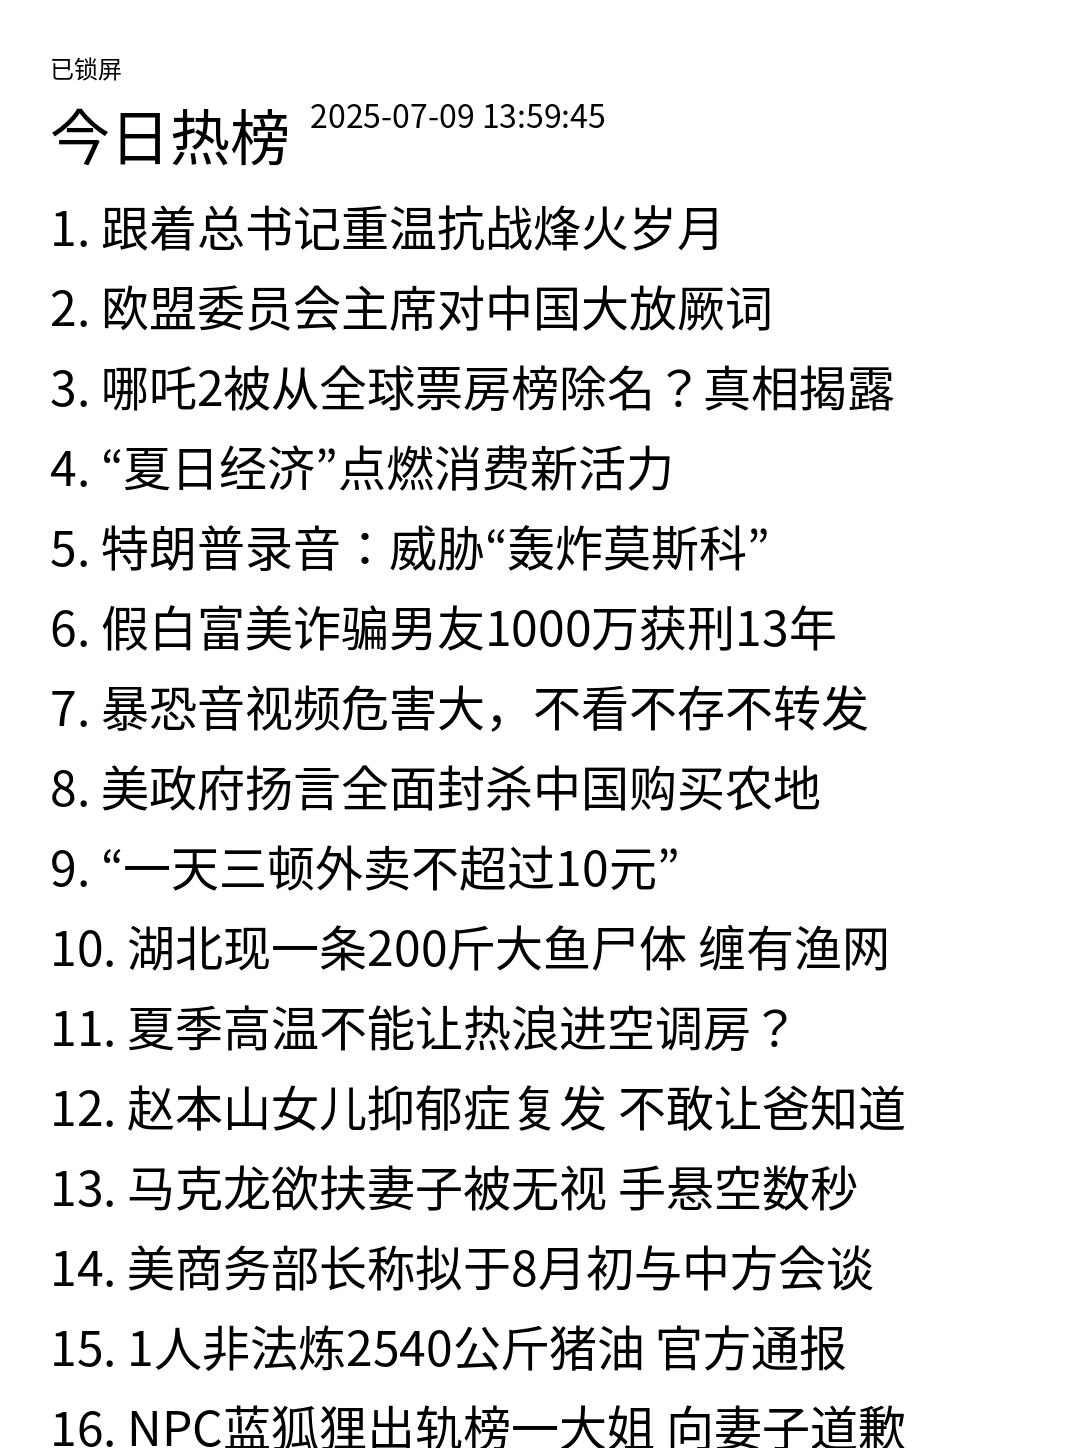 已锁屏
今日热榜 2025-07-09 13:59:45
1. 跟着总书记重温抗战烽火岁月
2. 欧盟委员会主席对中国大放厥词
3. 哪吒2被从全球票房榜除名？真相揭露
4. “夏日经济”点燃消费新活力
5. 特朗普录音：威胁“轰炸莫斯科”
6. 假白富美诈骗男友1000万获刑13年
7. 暴恐音视频危害大，不看不存不转发
8. 美政府扬言全面封杀中国购买农地
9. “一天三顿外卖不超过10元”
10. 湖北现一条200斤大鱼尸体 缠有渔网
11. 夏季高温不能让热浪进空调房？
12. 赵本山女儿抑郁症复发 不敢让爸知道
13. 马克龙欲扶妻子被无视 手悬空数秒
14. 美商务部长称拟于8月初与中方会谈
15. 1人非法炼2540公斤猪油 官方通报
16. NPC蓝狐狸出轨榜一大姐 向妻子道歉